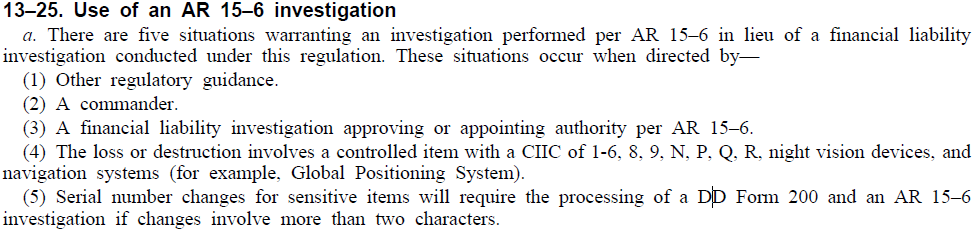 13–25. Use of an AR 15–6 investigation
a. There are five situations warranting an investigation performed per AR 15–6 in lieu of a financial liability
investigation conducted under this regulation. These situations occur when directed by—
(1) Other regulatory guidance.
(2) A commander.
(3) A financial liability investigation approving or appointing authority per AR 15–6.
(4) The loss or destruction involves a controlled item with a CIIC of 1-6, 8, 9, N, P, Q, R, night vision devices, and
navigation systems (for example, Global Positioning System).
(5) Serial number changes for sensitive items will require the processing of a DD Form 200 and an AR 15–6
investigation if changes involve more than two characters.